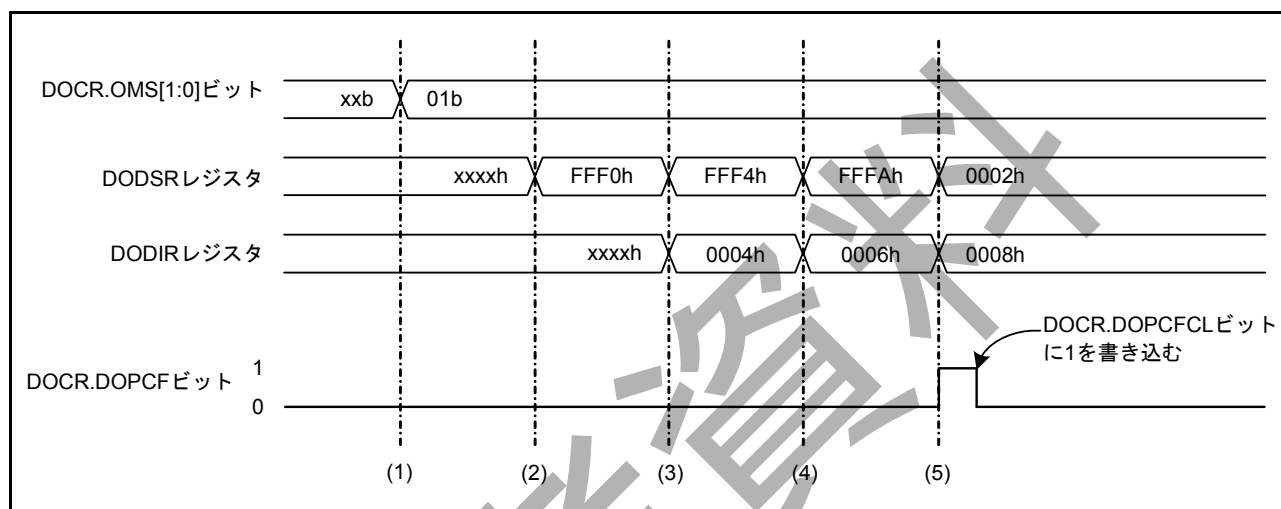 DOCR.OMS[1:0]ビット xxb 01b
DODSRレジスタ xxxxh FFF0h FFF4h FFFAh 0002h
DODIRレジスタ xxxxh 0004h 0006h 0008h
DOCR.DOPCFCLビット
に1を書き込む
DOCR.DOPCFビット 1
0
(1) (2) (3) (4) (5)
資料